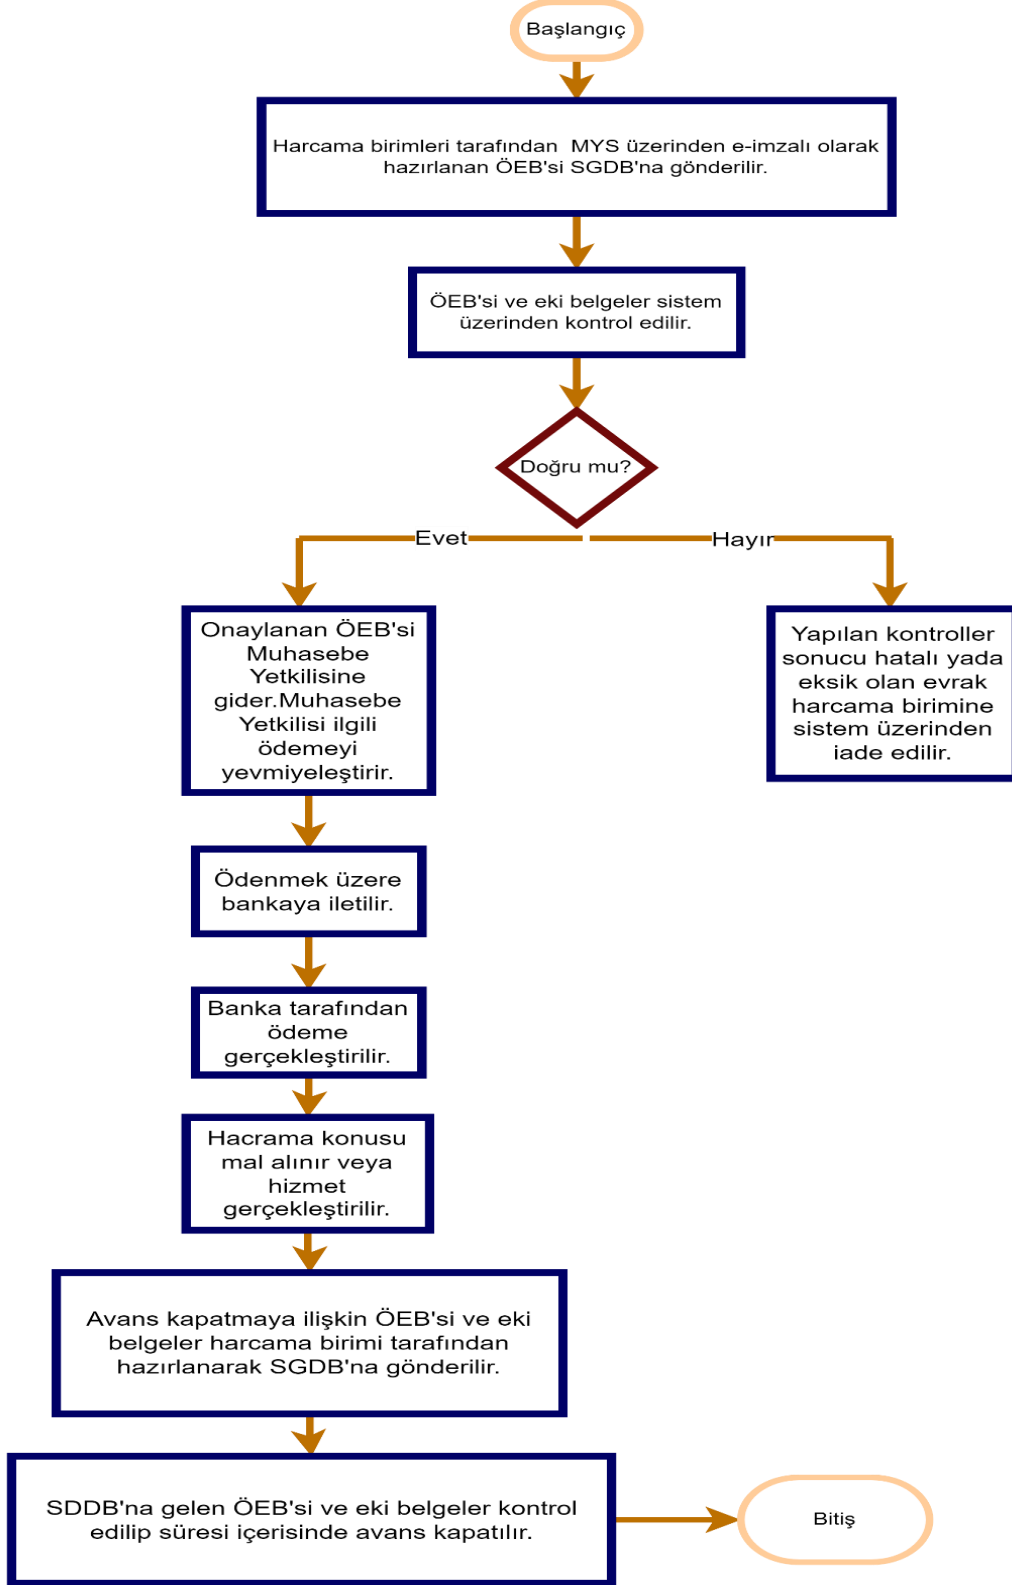 Başlangıç
Harcama birimleri tarafından  MYS üzerinden e-imzalı olarak
hazırlanan ÖEB'si SGDB'na gönderilir.
ÖEB'si ve eki belgeler sistem
üzerinden kontrol edilir.
Doğru mu?
Evet
Hayır
Onaylanan ÖEB'si
Muhasebe
Yetkilisine
gider.Muhasebe
Yetkilisi ilgili
ödemeyi
yevmiyeleştirir.
Yapılan kontroller
sonucu hatalı yada
eksik olan evrak
harcama birimine
sistem üzerinden
iade edilir.
Ödenmek üzere
bankaya iletilir.
Banka tarafından
ödeme
gerçekleştirilir.
Hacrama konusu
mal alınır veya
hizmet
gerçekleştirilir.
Avans kapatmaya ilişkin ÖEB'si ve eki
belgeler harcama birimi tarafından
hazırlanarak SGDB'na gönderilir.
SDDB'na gelen ÖEB'si ve eki belgeler kontrol
edilip süresi içerisinde avans kapatılır.
Bitiş